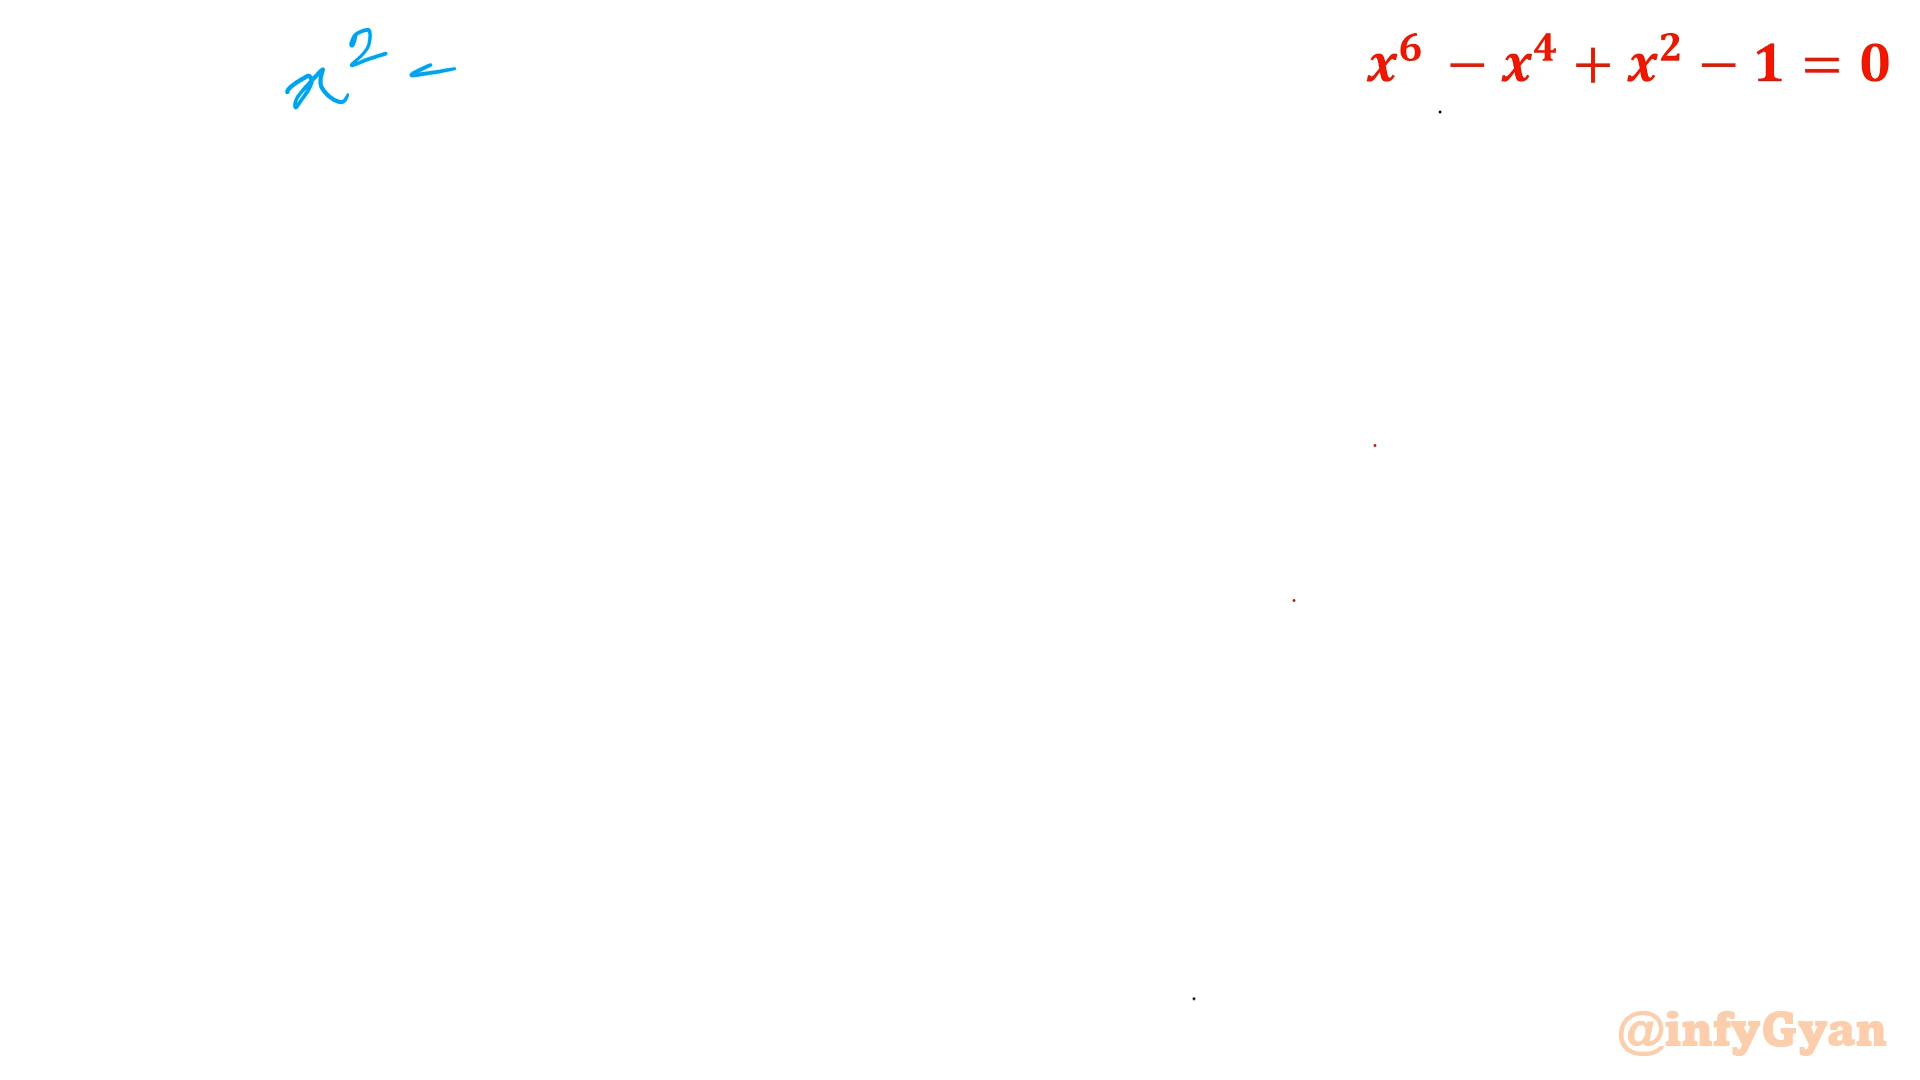 x² -
x⁶ − x⁴ + x² − 1 = 0
@infyGyan